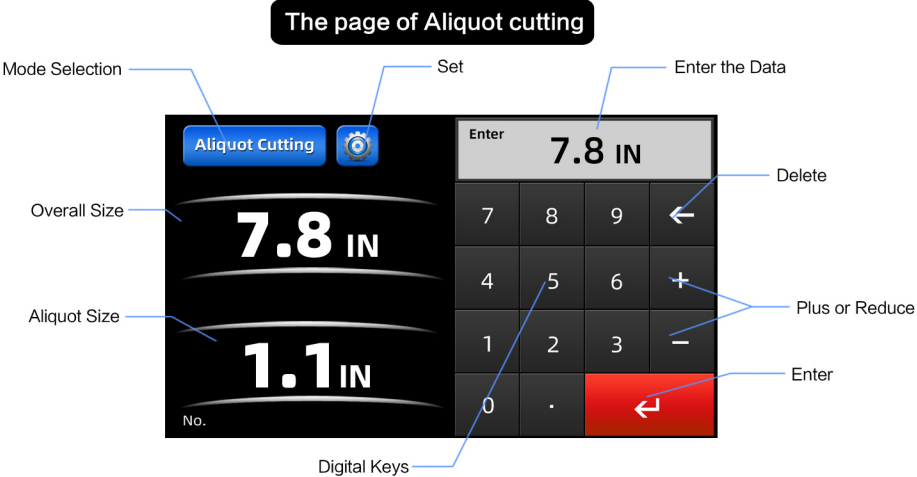 The page of Aliquot cutting
Mode Selection
Set
Enter the Data
Aliquot Cutting
Enter
7.8 IN
Delete
Overall Size
7.8 IN
7 8 9 ←
4 5 6 +
Plus or Reduce
Aliquot Size
1.1 IN
1 2 3 −
Enter
0 . ↵
No.
Digital Keys